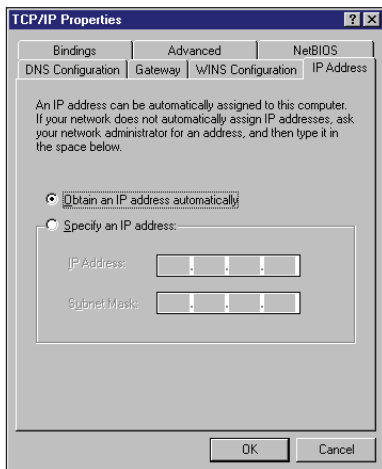 TCP/IP Properties
Bindings Advanced NetBIOS
DNS Configuration Gateway WINS Configuration IP Address
An IP address can be automatically assigned to this computer.
If your network does not automatically assign IP addresses, ask
your network administrator for an address, and then type it in
the space below.
Obtain an IP address automatically
Specify an IP address:
IP Address:
Subnet Mask:
OK Cancel